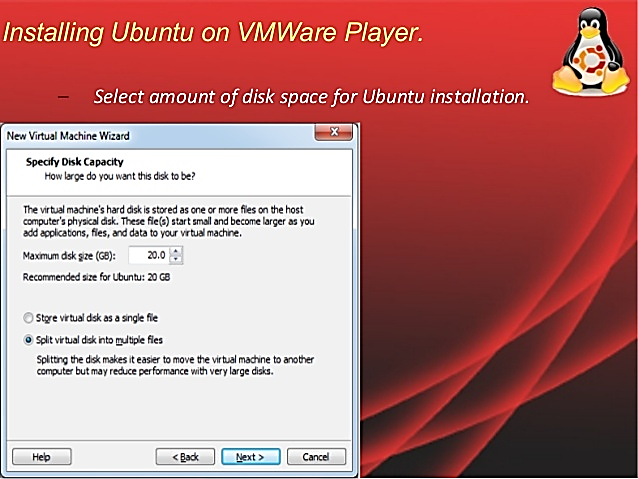 Installing Ubuntu on VMWare Player.
– Select amount of disk space for Ubuntu installation.
New Virtual Machine Wizard
Specify Disk Capacity
How large do you want this disk to be?
The virtual machine's hard disk is stored as one or more files on the host
computer's physical disk. These file(s) start small and become larger as you
add applications, files, and data to your virtual machine.
Maximum disk size (GB): 20.0
Recommended size for Ubuntu: 20 GB
Store virtual disk as a single file
Split virtual disk into multiple files
Splitting the disk makes it easier to move the virtual machine to another
computer but may reduce performance with very large disks.
Help < Back Next > Cancel